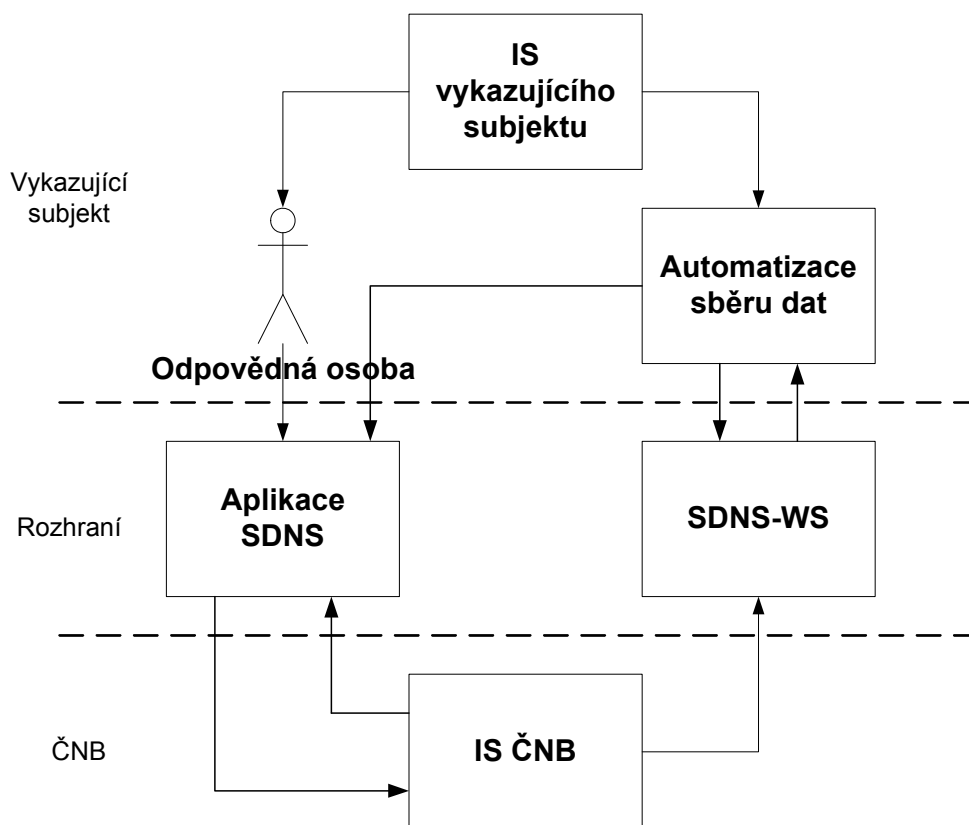 IS
vykazujícího
subjektu
Vykazující
subjekt
Automatizace
sběru dat
Odpovědná osoba
Aplikace
SDNS
SDNS-WS
Rozhraní
IS ČNB
ČNB